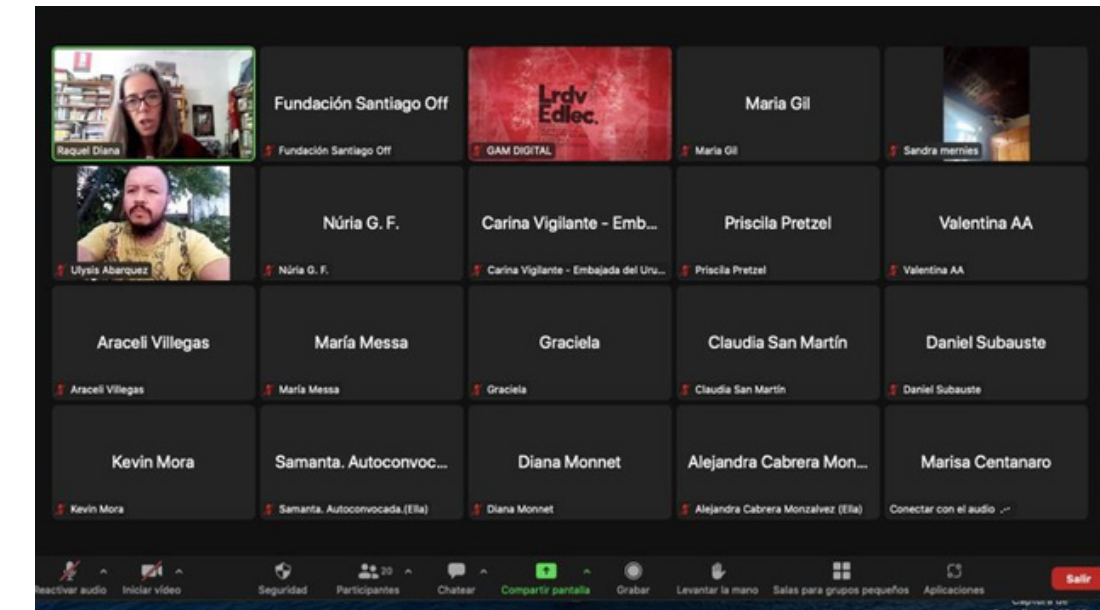 Raquel Diana
Fundación Santiago Off
Fundación Santiago Off
Lrdv
Edlec.
GAM DIGITAL
Maria Gil
Maria Gil
Sandra mernies
Ulysis Abarquez
Núria G. F.
Núria G. F.
Carina Vigilante - Emb...
Carina Vigilante - Embajada del Uru...
Priscila Pretzel
Priscila Pretzel
Valentina AA
Valentina AA
Araceli Villegas
Araceli Villegas
María Messa
María Messa
Graciela
Graciela
Claudia San Martín
Claudia San Martín
Daniel Subauste
Daniel Subauste
Kevin Mora
Kevin Mora
Samanta. Autoconvoc...
Samanta. Autoconvocada.(Ella)
Diana Monnet
Diana Monnet
Alejandra Cabrera Mon...
Alejandra Cabrera Monzalvez (Ella)
Marisa Centanaro
Conectar con el audio
20
Reactivar audio
Iniciar vídeo
Seguridad
Participantes
Chatear
Compartir pantalla
Grabar
Levantar la mano
Salas para grupos pequeños
Aplicaciones
Salir